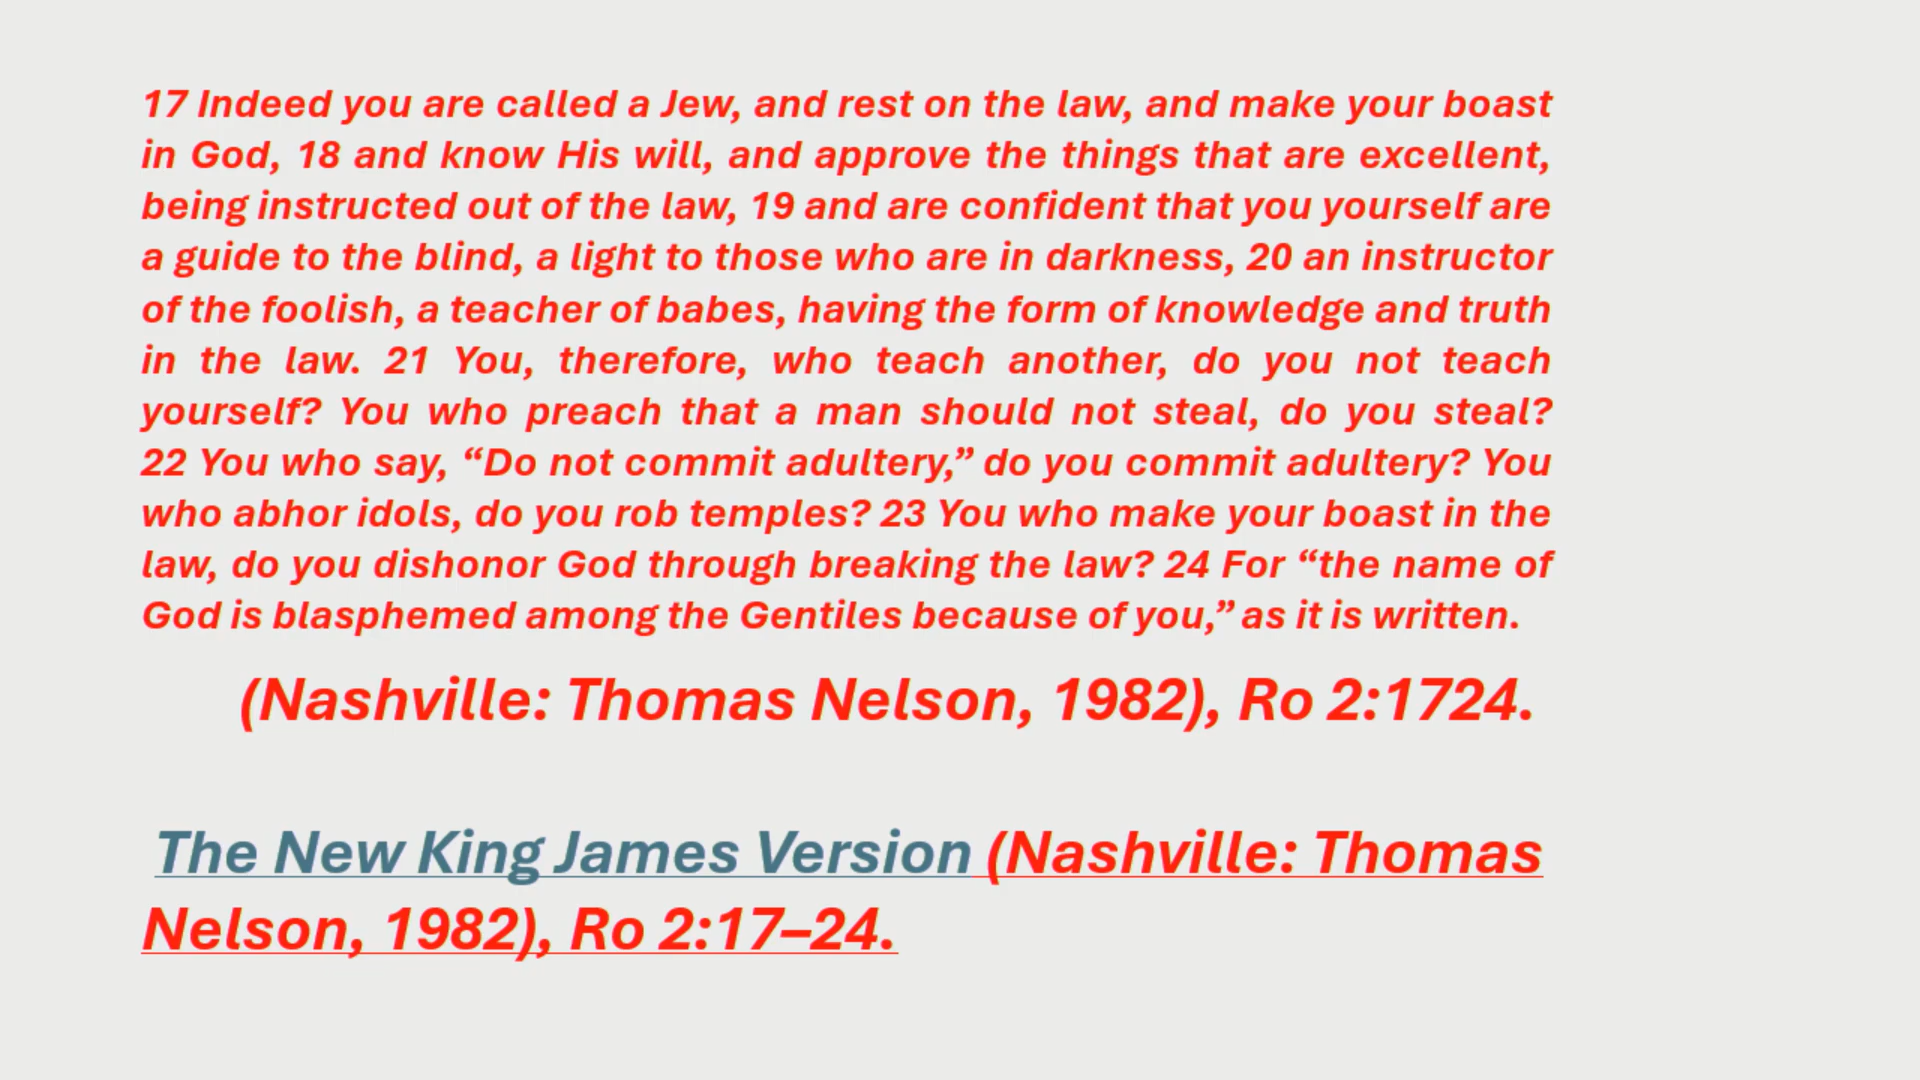 17 Indeed you are called a Jew, and rest on the law, and make your boast
in God, 18 and know His will, and approve the things that are excellent,
being instructed out of the law, 19 and are confident that you yourself are
a guide to the blind, a light to those who are in darkness, 20 an instructor
of the foolish, a teacher of babes, having the form of knowledge and truth
in the law. 21 You, therefore, who teach another, do you not teach
yourself? You who preach that a man should not steal, do you steal?
22 You who say, “Do not commit adultery,” do you commit adultery? You
who abhor idols, do you rob temples? 23 You who make your boast in the
law, do you dishonor God through breaking the law? 24 For “the name of
God is blasphemed among the Gentiles because of you,” as it is written.
(Nashville: Thomas Nelson, 1982), Ro 2:1724.
The New King James Version (Nashville: Thomas
Nelson, 1982), Ro 2:17–24.